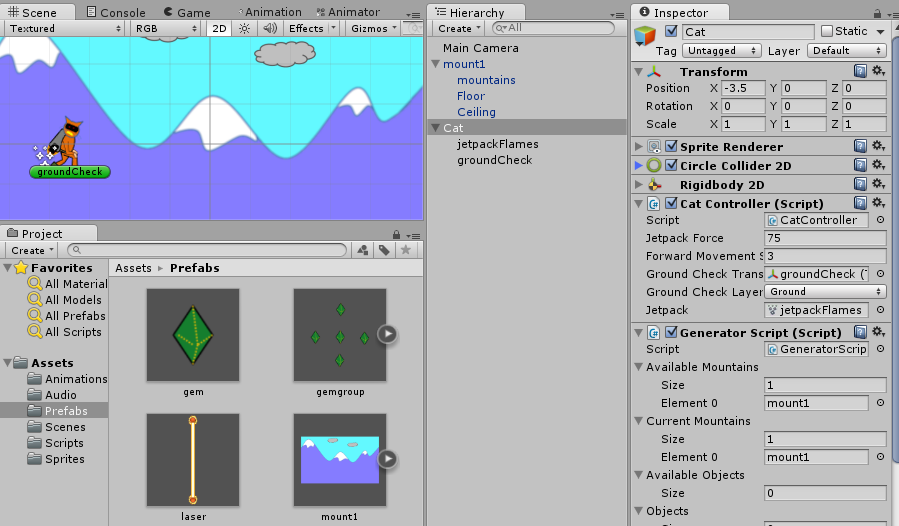 Scene Console Game Animation Animator
Textured RGB 2D Effects Gizmos All
groundCheck
Project
Create
Favorites
All Material
All Models
All Prefabs
All Scripts
Assets
Animations
Audio
Prefabs
Scenes
Scripts
Sprites
Assets Prefabs
gem gemgroup
laser mount1
Hierarchy
Create All
Main Camera
mount1
mountains
Floor
Ceiling
Cat
jetpackFlames
groundCheck
Inspector
Cat Static
Tag Untagged Layer Default
Transform
Position X -3.5 Y 0 Z 0
Rotation X 0 Y 0 Z 0
Scale X 1 Y 1 Z 1
Sprite Renderer
Circle Collider 2D
Rigidbody 2D
Cat Controller (Script)
Script CatController
Jetpack Force 75
Forward Movement S 3
Ground Check Trans groundCheck (
Ground Check Layer Ground
Jetpack jetpackFlames
Generator Script (Script)
Script GeneratorScrip
Available Mountains
Size 1
Element 0 mount1
Current Mountains
Size 1
Element 0 mount1
Available Objects
Size 0
Objects